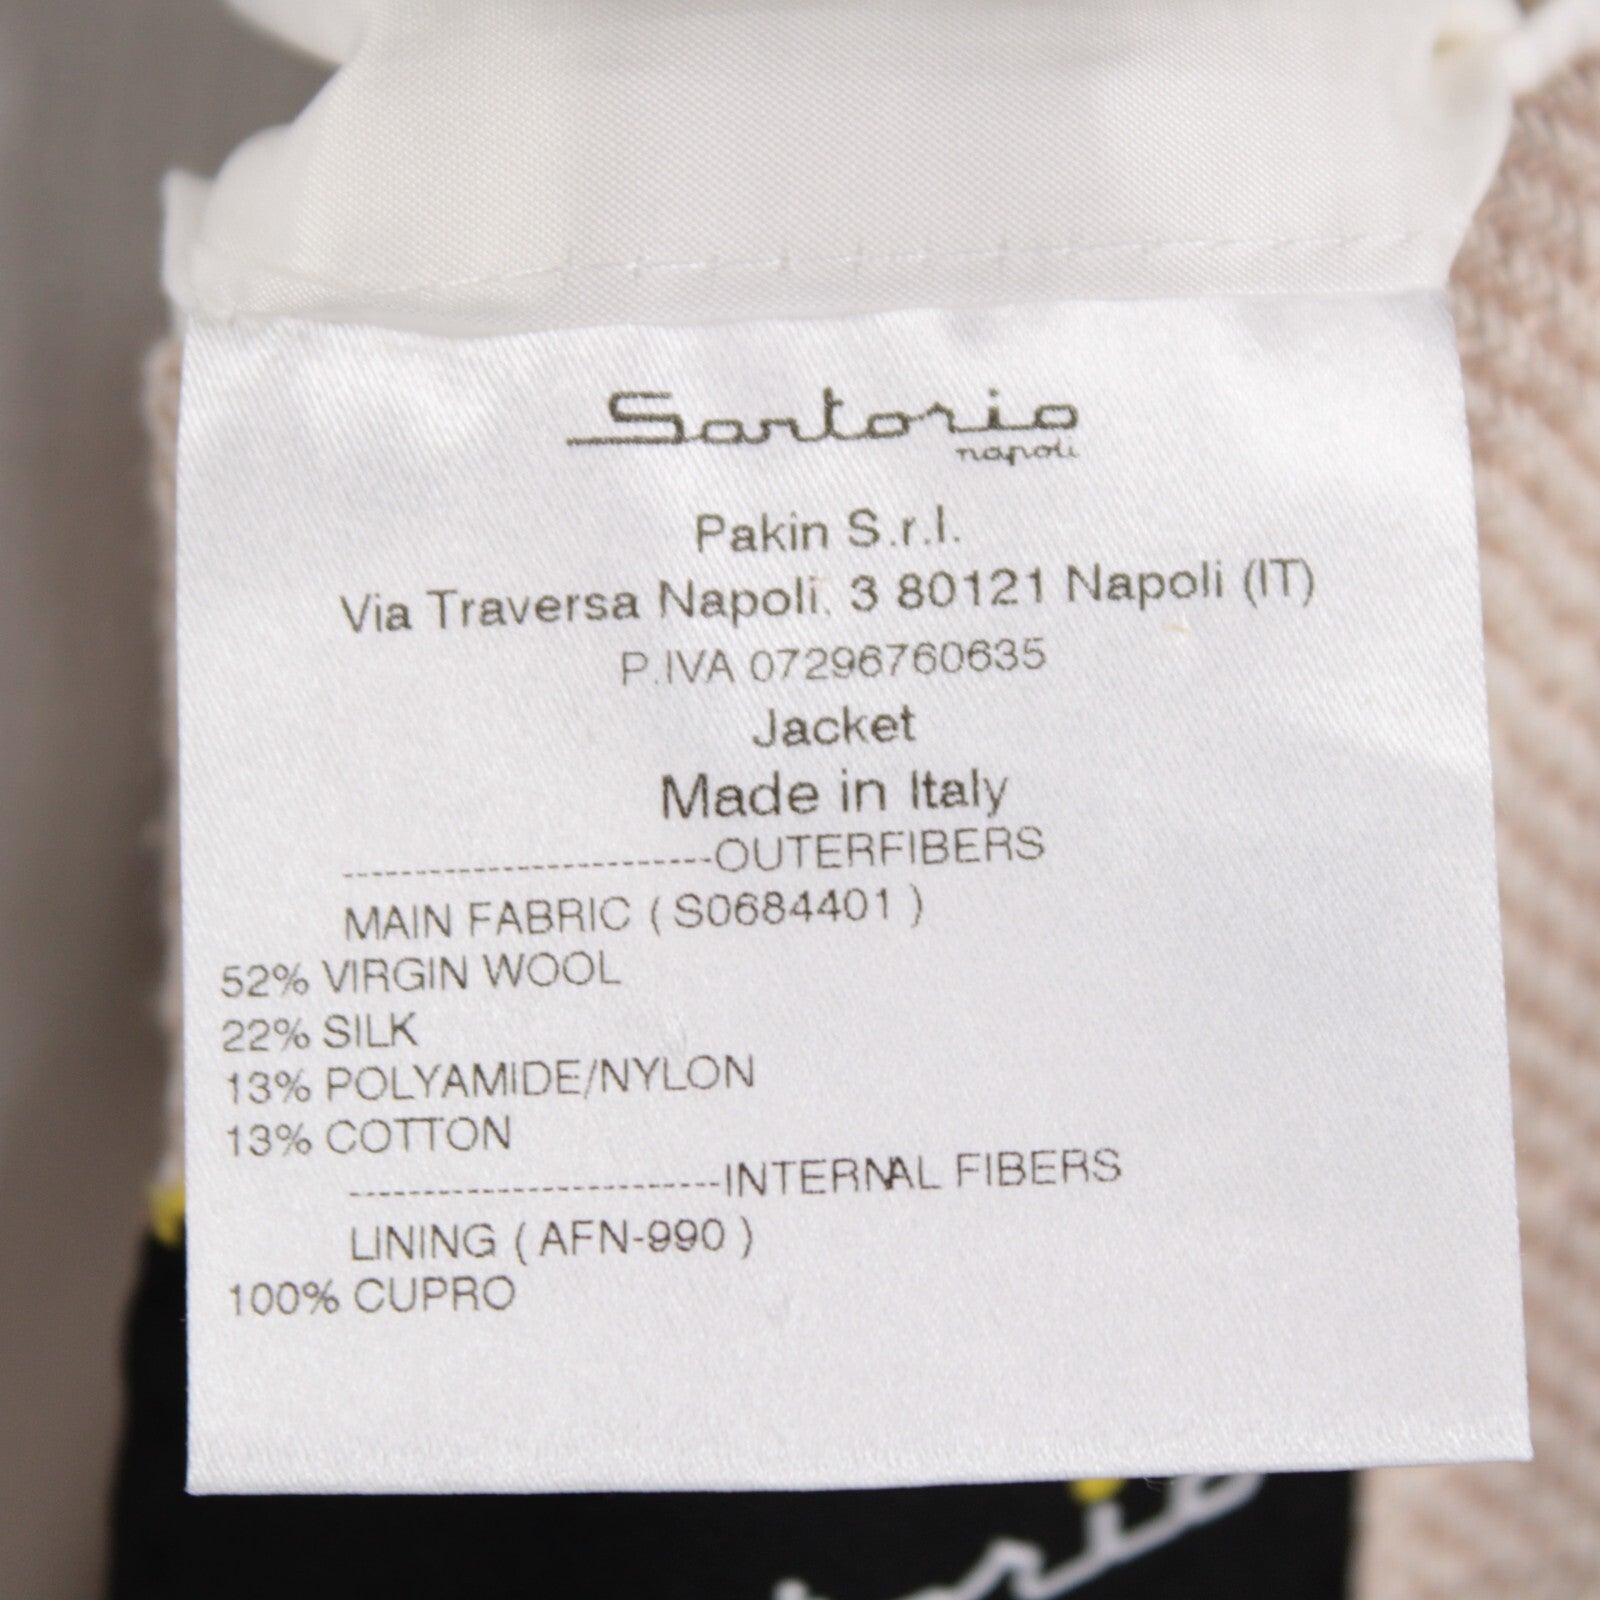 Sartorio
napoli
Pakin S.r.l.
Via Traversa Napoli, 3 80121 Napoli (IT)
P.IVA 07296760635
Jacket
Made in Italy
-------------------------OUTERFIBERS
MAIN FABRIC ( S0684401 )
52% VIRGIN WOOL
22% SILK
13% POLYAMIDE/NYLON
13% COTTON
-------------------------INTERNAL FIBERS
LINING ( AFN-990 )
100% CUPRO